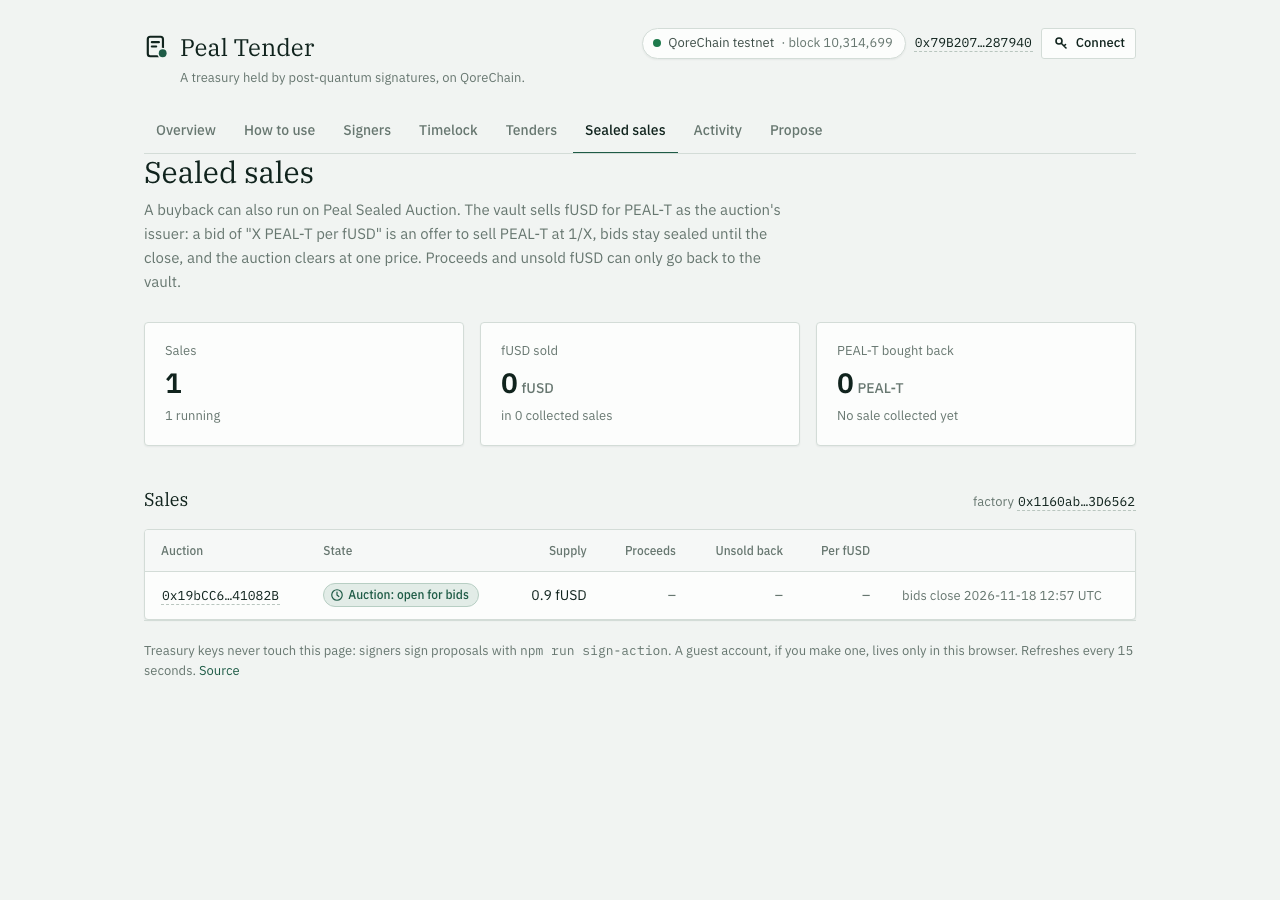 Peal Tender
QoreChain testnet · block 10,314,699
0x79B207…287940
Connect
A treasury held by post-quantum signatures, on QoreChain.
Overview How to use Signers Timelock Tenders Sealed sales Activity Propose
Sealed sales
A buyback can also run on Peal Sealed Auction. The vault sells fUSD for PEAL-T as the auction's
issuer: a bid of "X PEAL-T per fUSD" is an offer to sell PEAL-T at 1/X, bids stay sealed until the
close, and the auction clears at one price. Proceeds and unsold fUSD can only go back to the
vault.
Sales
1
1 running
fUSD sold
0 fUSD
in 0 collected sales
PEAL-T bought back
0 PEAL-T
No sale collected yet
Sales
factory 0x1160ab…3D6562
Auction State Supply Proceeds Unsold back Per fUSD
0x19bCC6…41082B Auction: open for bids 0.9 fUSD – – – bids close 2026-11-18 12:57 UTC
Treasury keys never touch this page: signers sign proposals with npm run sign-action. A guest account, if you make one, lives only in this browser. Refreshes every 15
seconds. Source